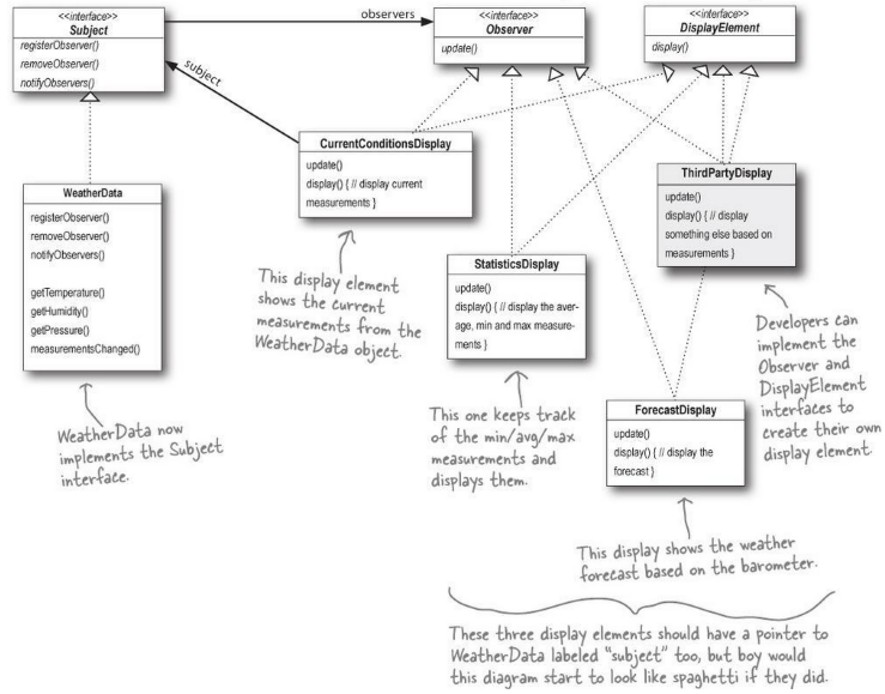 <<interface>>
Subject
registerObserver()
removeObserver()
notifyObservers()
observers
<<interface>>
Observer
update()
<<interface>>
DisplayElement
display()
subject
CurrentConditionsDisplay
update()
display() { // display current
measurements }
WeatherData
registerObserver()
removeObserver()
notifyObservers()
getTemperature()
getHumidity()
getPressure()
measurementsChanged()
ThirdPartyDisplay
update()
display() { // display
something else based on
measurements }
StatisticsDisplay
update()
display() { // display the aver-
age, min and max measure-
ments }
This display element
shows the current
measurements from the
WeatherData object.
Developers can
implement the
Observer and
DisplayElement
interfaces to
create their own
display element.
ForecastDisplay
update()
display() { // display the
forecast }
WeatherData now
implements the Subject
interface.
This one keeps track
of the min/avg/max
measurements and
displays them.
This display shows the weather
forecast based on the barometer.
These three display elements should have a pointer to
WeatherData labeled "subject" too, but boy would
this diagram start to look like spaghetti if they did.